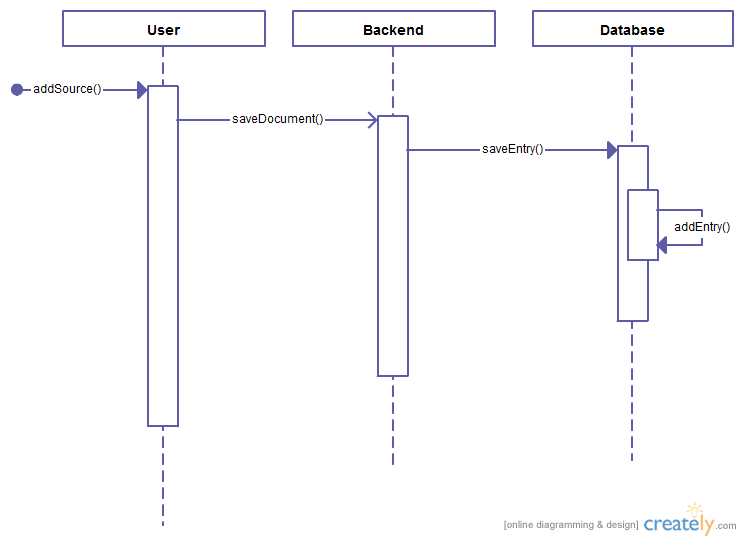 User
Backend
Database
addSource()
saveDocument()
saveEntry()
addEntry()
[online diagramming & design] creately.com